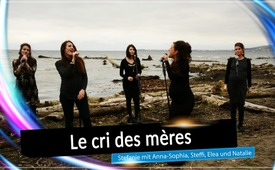 Le cri des mères
Stefanie mit Anna-Sophia, Steffi, Elea und Natalie